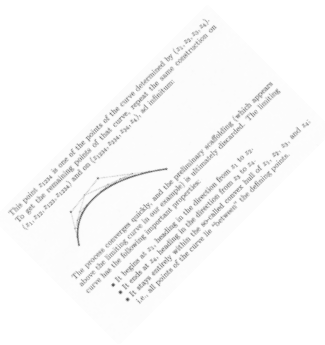 This point z₁₂₃₄ is one of the points of the curve determined by (z₁, z₂, z₃, z₄).
To get the remaining points of that curve, repeat the same construction on
(z₁, z₁₂, z₁₂₃, z₁₂₃₄) and on (z₁₂₃₄, z₂₃₄, z₃₄, z₄), ad infinitum:
The process converges quickly, and the preliminary scaffolding (which appears
above the limiting curve in our example) is ultimately discarded. The limiting
curve has the following important properties:
• It begins at z₁, heading in the direction from z₁ to z₂.
• It ends at z₄, heading in the direction from z₃ to z₄.
• It stays entirely within the so-called convex hull of z₁, z₂, z₃, and z₄;
i.e., all points of the curve lie "between" the defining points.